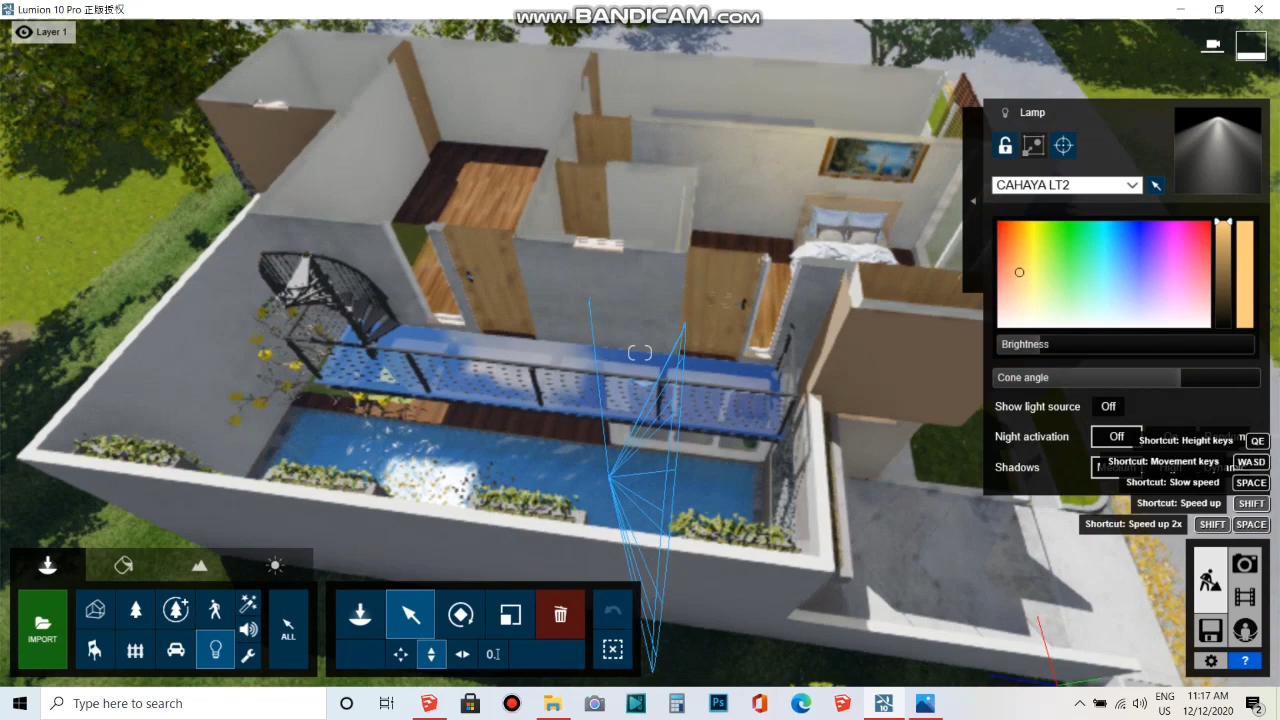 Lumion 10 Pro 正版授权
www.BANDICAM.com
Layer 1
Lamp
CAHAYA LT2
Brightness
Cone angle
Show light source Off
Night activation Off
Shortcut: Height keys QE
Shadows
Shortcut: Movement keys WASD
Shortcut: Slow speed SPACE
Shortcut: Speed up SHIFT
Shortcut: Speed up 2x SHIFT SPACE
IMPORT
ALL
?
Type here to search
Ps
10
ENG
US
11:17 AM
12/12/2020
2